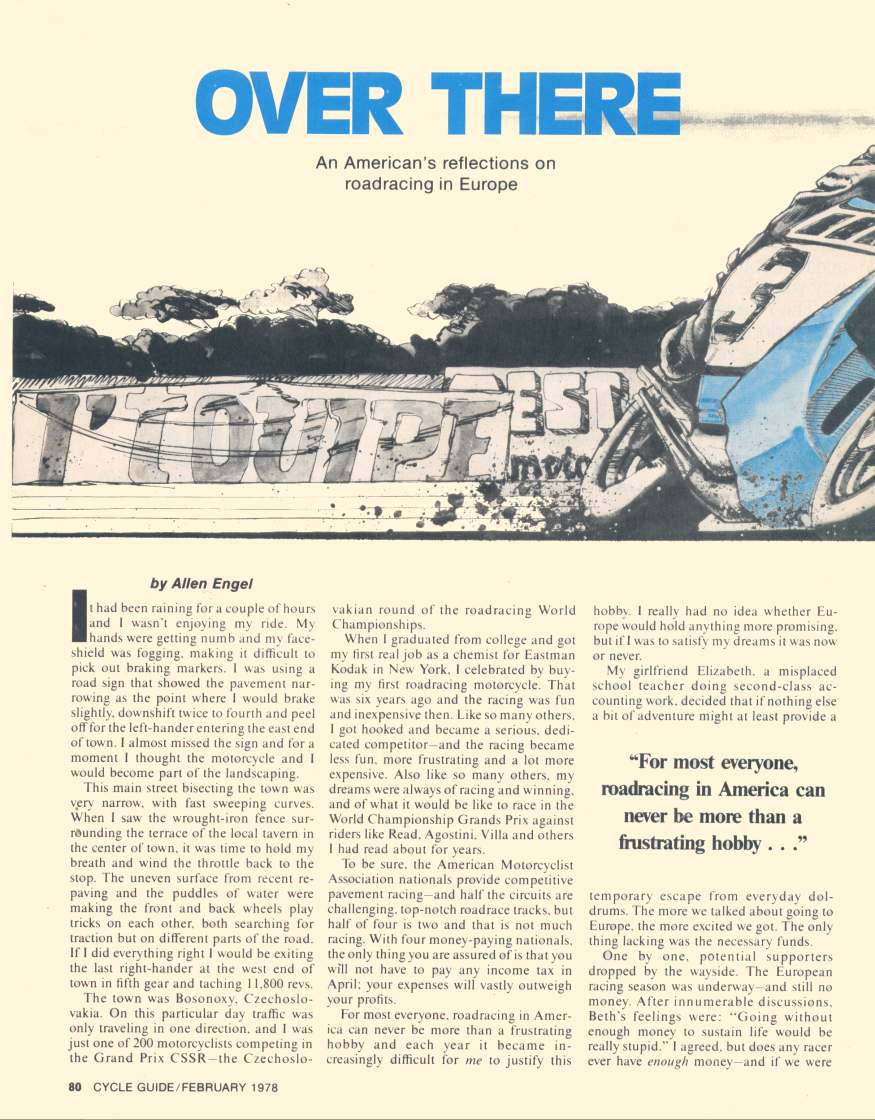 OVER THERE
An American's reflections on
roadracing in Europe
3
L'EQUIPE
EST
moto
by Allen Engel
It had been raining for a couple of hours
and I wasn't enjoying my ride. My
hands were getting numb and my face-
shield was fogging, making it difficult to
pick out braking markers. I was using a
road sign that showed the pavement nar-
rowing as the point where I would brake
slightly, downshift twice to fourth and peel
off for the left-hander entering the east end
of town. I almost missed the sign and for a
moment I thought the motorcycle and I
would become part of the landscaping.
This main street bisecting the town was
very narrow, with fast sweeping curves.
When I saw the wrought-iron fence sur-
rounding the terrace of the local tavern in
the center of town, it was time to hold my
breath and wind the throttle back to the
stop. The uneven surface from recent re-
paving and the puddles of water were
making the front and back wheels play
tricks on each other, both searching for
traction but on different parts of the road.
If I did everything right I would be exiting
the last right-hander at the west end of
town in fifth gear and taching 11,800 revs.
The town was Bosonoxy, Czechoslo-
vakia. On this particular day traffic was
only traveling in one direction, and I was
just one of 200 motorcyclists competing in
the Grand Prix CSSR—the Czechoslo-
vakian round of the roadracing World
Championships.
When I graduated from college and got
my first real job as a chemist for Eastman
Kodak in New York, I celebrated by buy-
ing my first roadracing motorcycle. That
was six years ago and the racing was fun
and inexpensive then. Like so many others,
I got hooked and became a serious, dedi-
cated competitor—and the racing became
less fun, more frustrating and a lot more
expensive. Also like so many others, my
dreams were always of racing and winning,
and of what it would be like to race in the
World Championship Grands Prix against
riders like Read, Agostini, Villa and others
I had read about for years.
To be sure, the American Motorcyclist
Association nationals provide competitive
pavement racing—and half the circuits are
challenging, top-notch roadrace tracks, but
half of four is two and that is not much
racing. With four money-paying nationals,
the only thing you are assured of is that you
will not have to pay any income tax in
April; your expenses will vastly outweigh
your profits.
For most everyone, roadracing in Amer-
ica can never be more than a frustrating
hobby and each year it became in-
creasingly difficult for me to justify this
hobby. I really had no idea whether Eu-
rope would hold anything more promising,
but if I was to satisfy my dreams it was now
or never.
My girlfriend Elizabeth, a misplaced
school teacher doing second-class ac-
counting work, decided that if nothing else
a bit of adventure might at least provide a
“For most everyone,
roadracing in America can
never be more than a
frustrating hobby . . .”
temporary escape from everyday dol-
drums. The more we talked about going to
Europe, the more excited we got. The only
thing lacking was the necessary funds.
One by one, potential supporters
dropped by the wayside. The European
racing season was underway—and still no
money. After innumerable discussions,
Beth's feelings were: “Going without
enough money to sustain life would be
really stupid.” I agreed, but does any racer
ever have enough money—and if we were
80 CYCLE GUIDE/FEBRUARY 1978